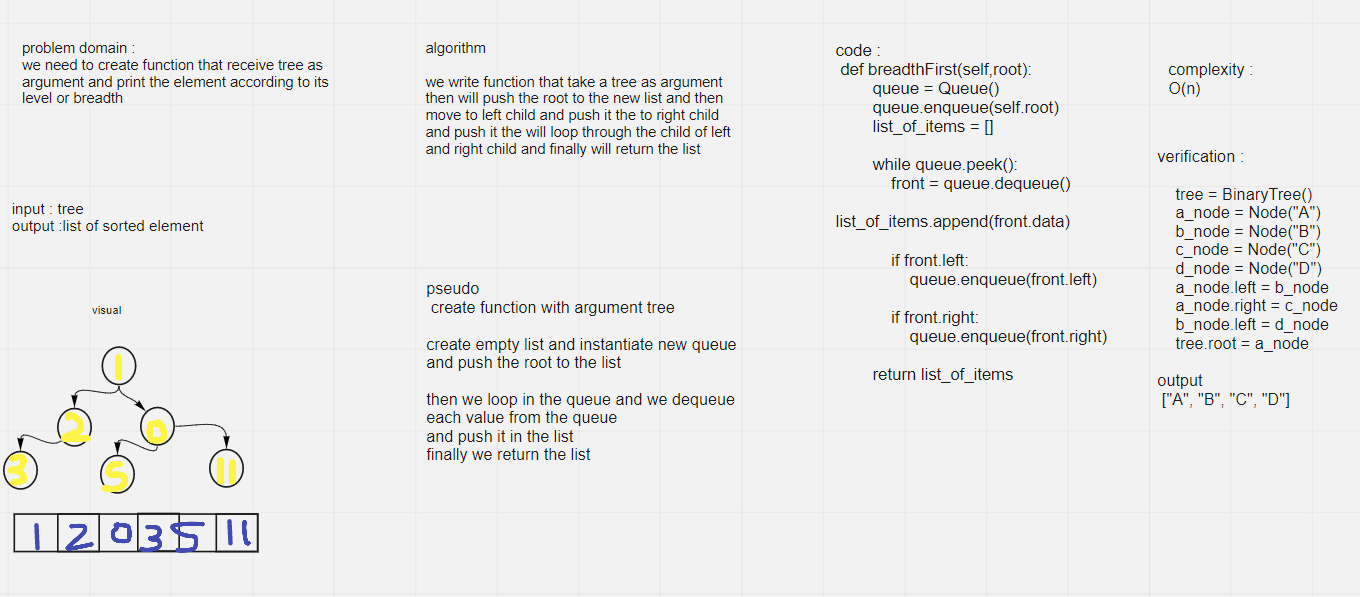 problem domain :
we need to create function that receive tree as
argument and print the element according to its
level or breadth
input : tree
output :list of sorted element
visual
1
2
0
3
5
11
1 2 0 3 5 11
algorithm
we write function that take a tree as argument
then will push the root to the new list and then
move to left child and push it the to right child
and push it the will loop through the child of left
and right child and finally will return the list
pseudo
create function with argument tree
create empty list and instantiate new queue
and push the root to the list
then we loop in the queue and we dequeue
each value from the queue
and push it in the list
finally we return the list
code :
def breadthFirst(self,root):
queue = Queue()
queue.enqueue(self.root)
list_of_items = []
while queue.peek():
front = queue.dequeue()
list_of_items.append(front.data)
if front.left:
queue.enqueue(front.left)
if front.right:
queue.enqueue(front.right)
return list_of_items
complexity :
O(n)
verification :
tree = BinaryTree()
a_node = Node("A")
b_node = Node("B")
c_node = Node("C")
d_node = Node("D")
a_node.left = b_node
a_node.right = c_node
b_node.left = d_node
tree.root = a_node
output
["A", "B", "C", "D"]